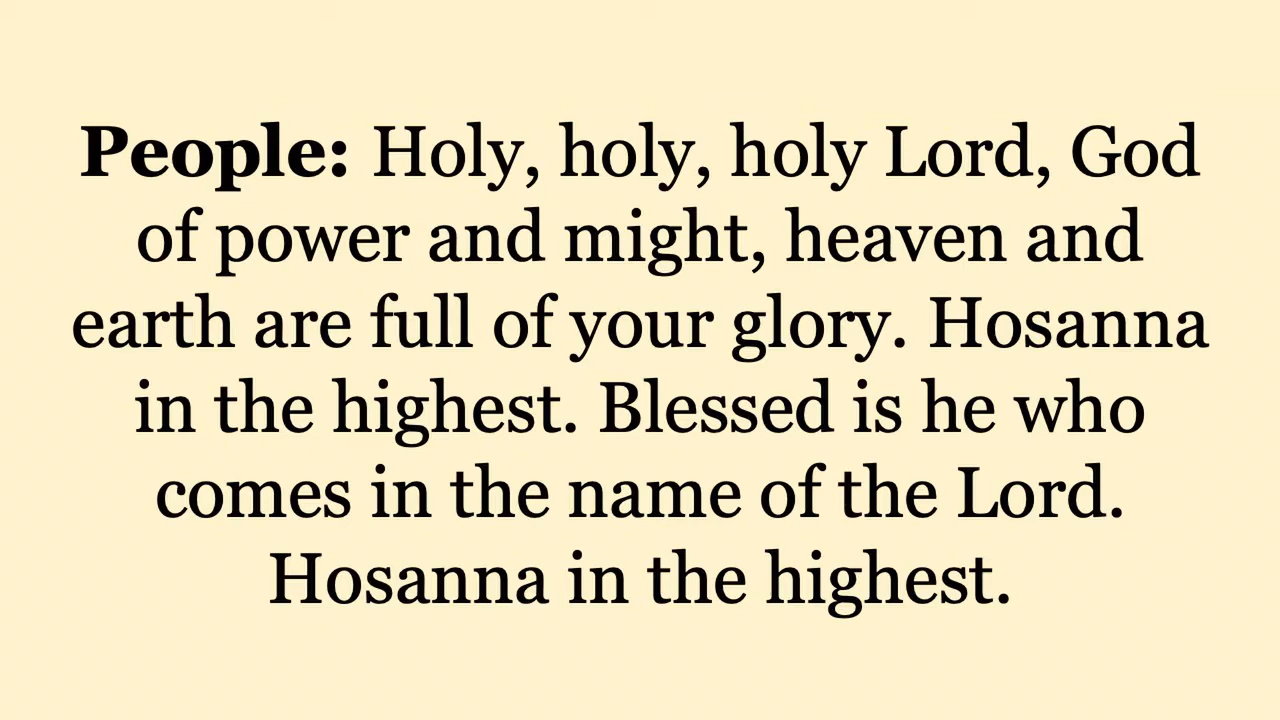 People: Holy, holy, holy Lord, God
of power and might, heaven and
earth are full of your glory. Hosanna
in the highest. Blessed is he who
comes in the name of the Lord.
Hosanna in the highest.